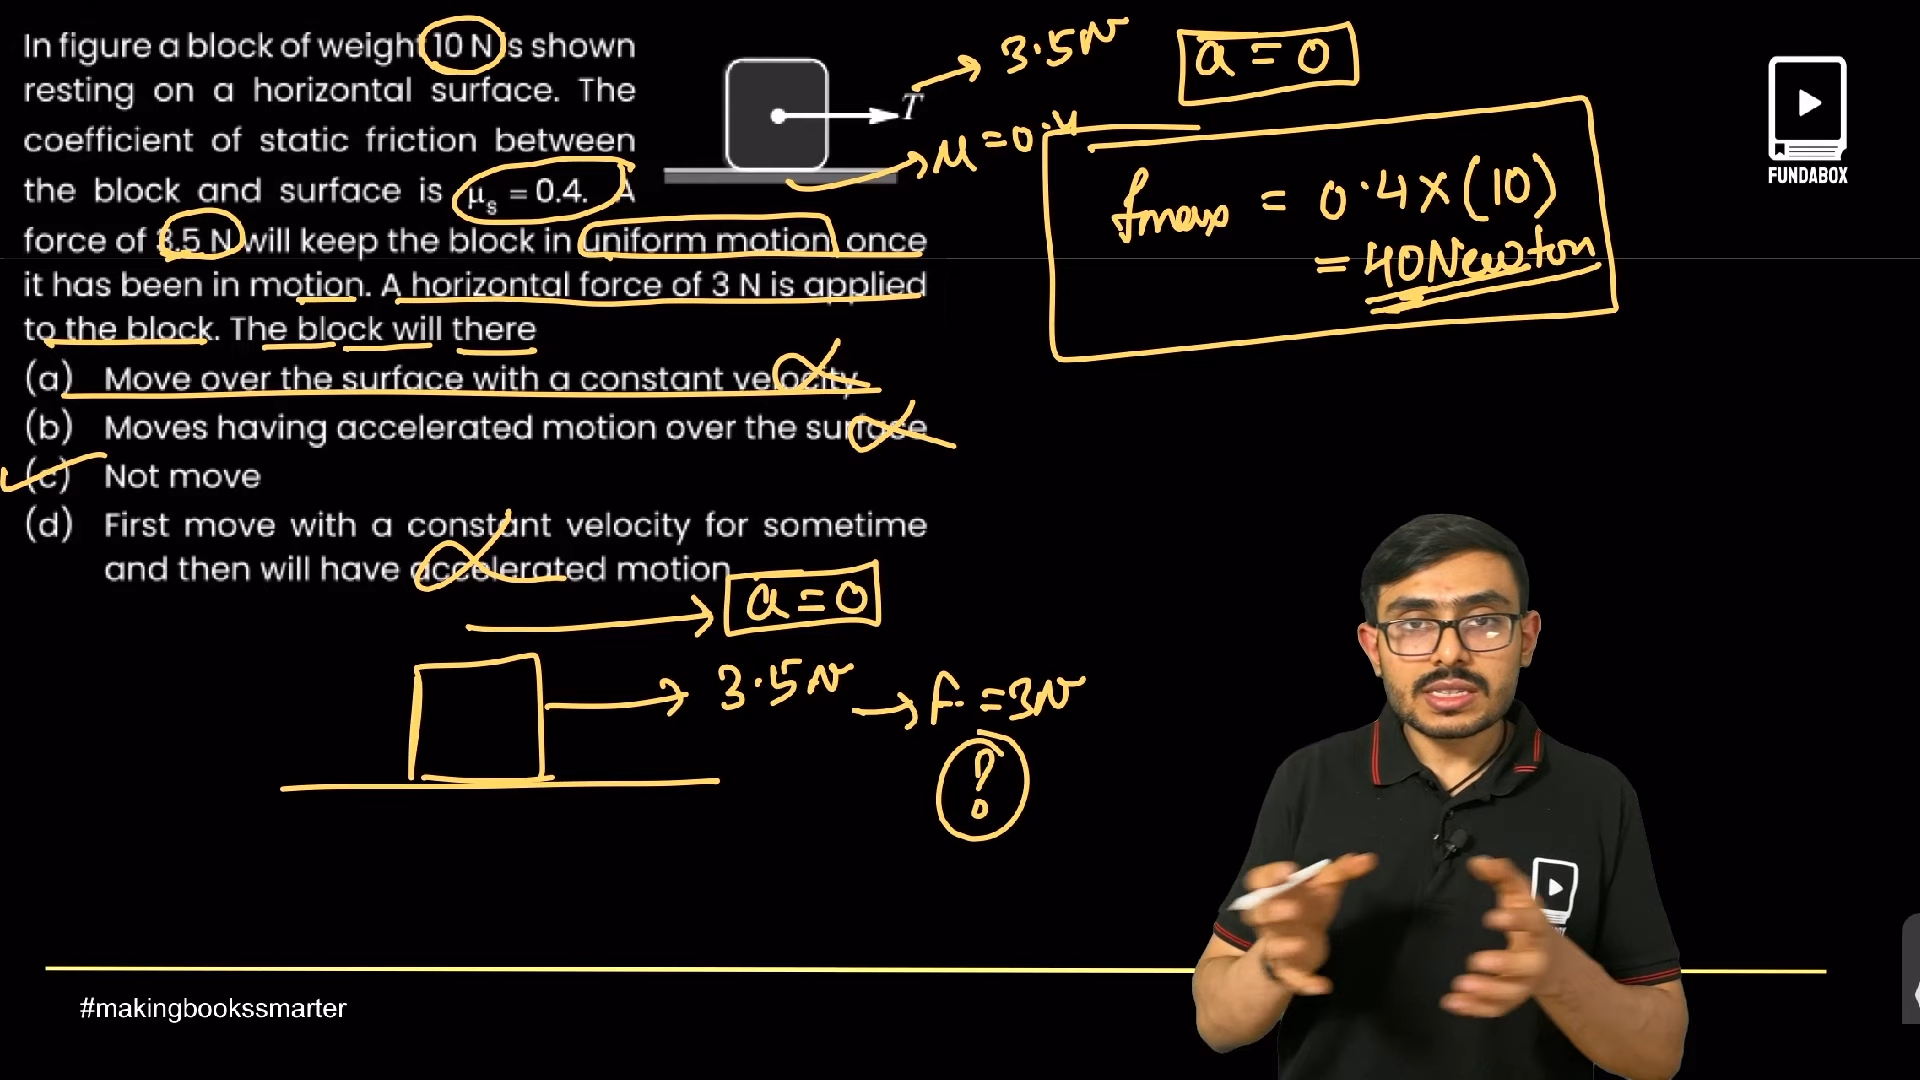 In figure a block of weight 10 N is shown
resting on a horizontal surface. The
coefficient of static friction between
the block and surface is μs = 0.4. A
force of 3.5 N will keep the block in uniform motion once
it has been in motion. A horizontal force of 3 N is applied
to the block. The block will there
(a) Move over the surface with a constant velocity
(b) Moves having accelerated motion over the surface
(c) Not move
(d) First move with a constant velocity for sometime
and then will have accelerated motion
T
3.5N
μ = 0.4
a = 0
fmax = 0.4 x (10)
= 40 Newton
FUNDABOX
a = 0
3.5N
F = 3N
?
#makingbookssmarter